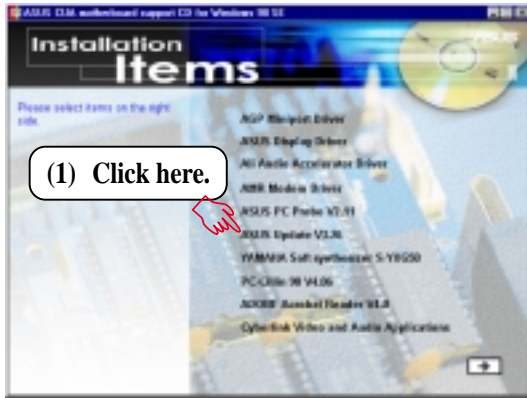 ASUS CUA motherboard support CD for Windows 98 SE
Installation
Items
Please select items on the right
side.
AGP Miniport Driver
ASUS Display Driver
(1) Click here.
Ali Audio Accelerator Driver
AMR Modem Driver
ASUS PC Probe V2.11
ASUS Update V3.26
YAMAHA Soft synthesizer S-YXG50
PC-Cillin 98 V4.06
ADOBE Acrobat Reader V4.0
Cyberlink Video and Audio Applications